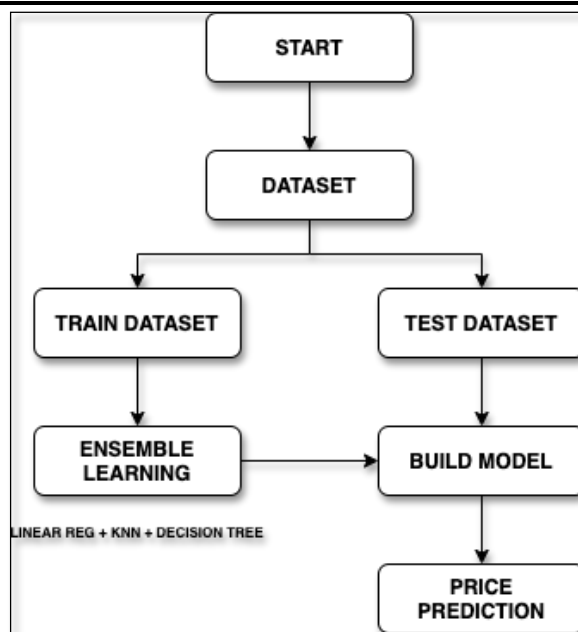 START
DATASET
TRAIN DATASET
TEST DATASET
ENSEMBLE
LEARNING
BUILD MODEL
LINEAR REG + KNN + DECISION TREE
PRICE
PREDICTION